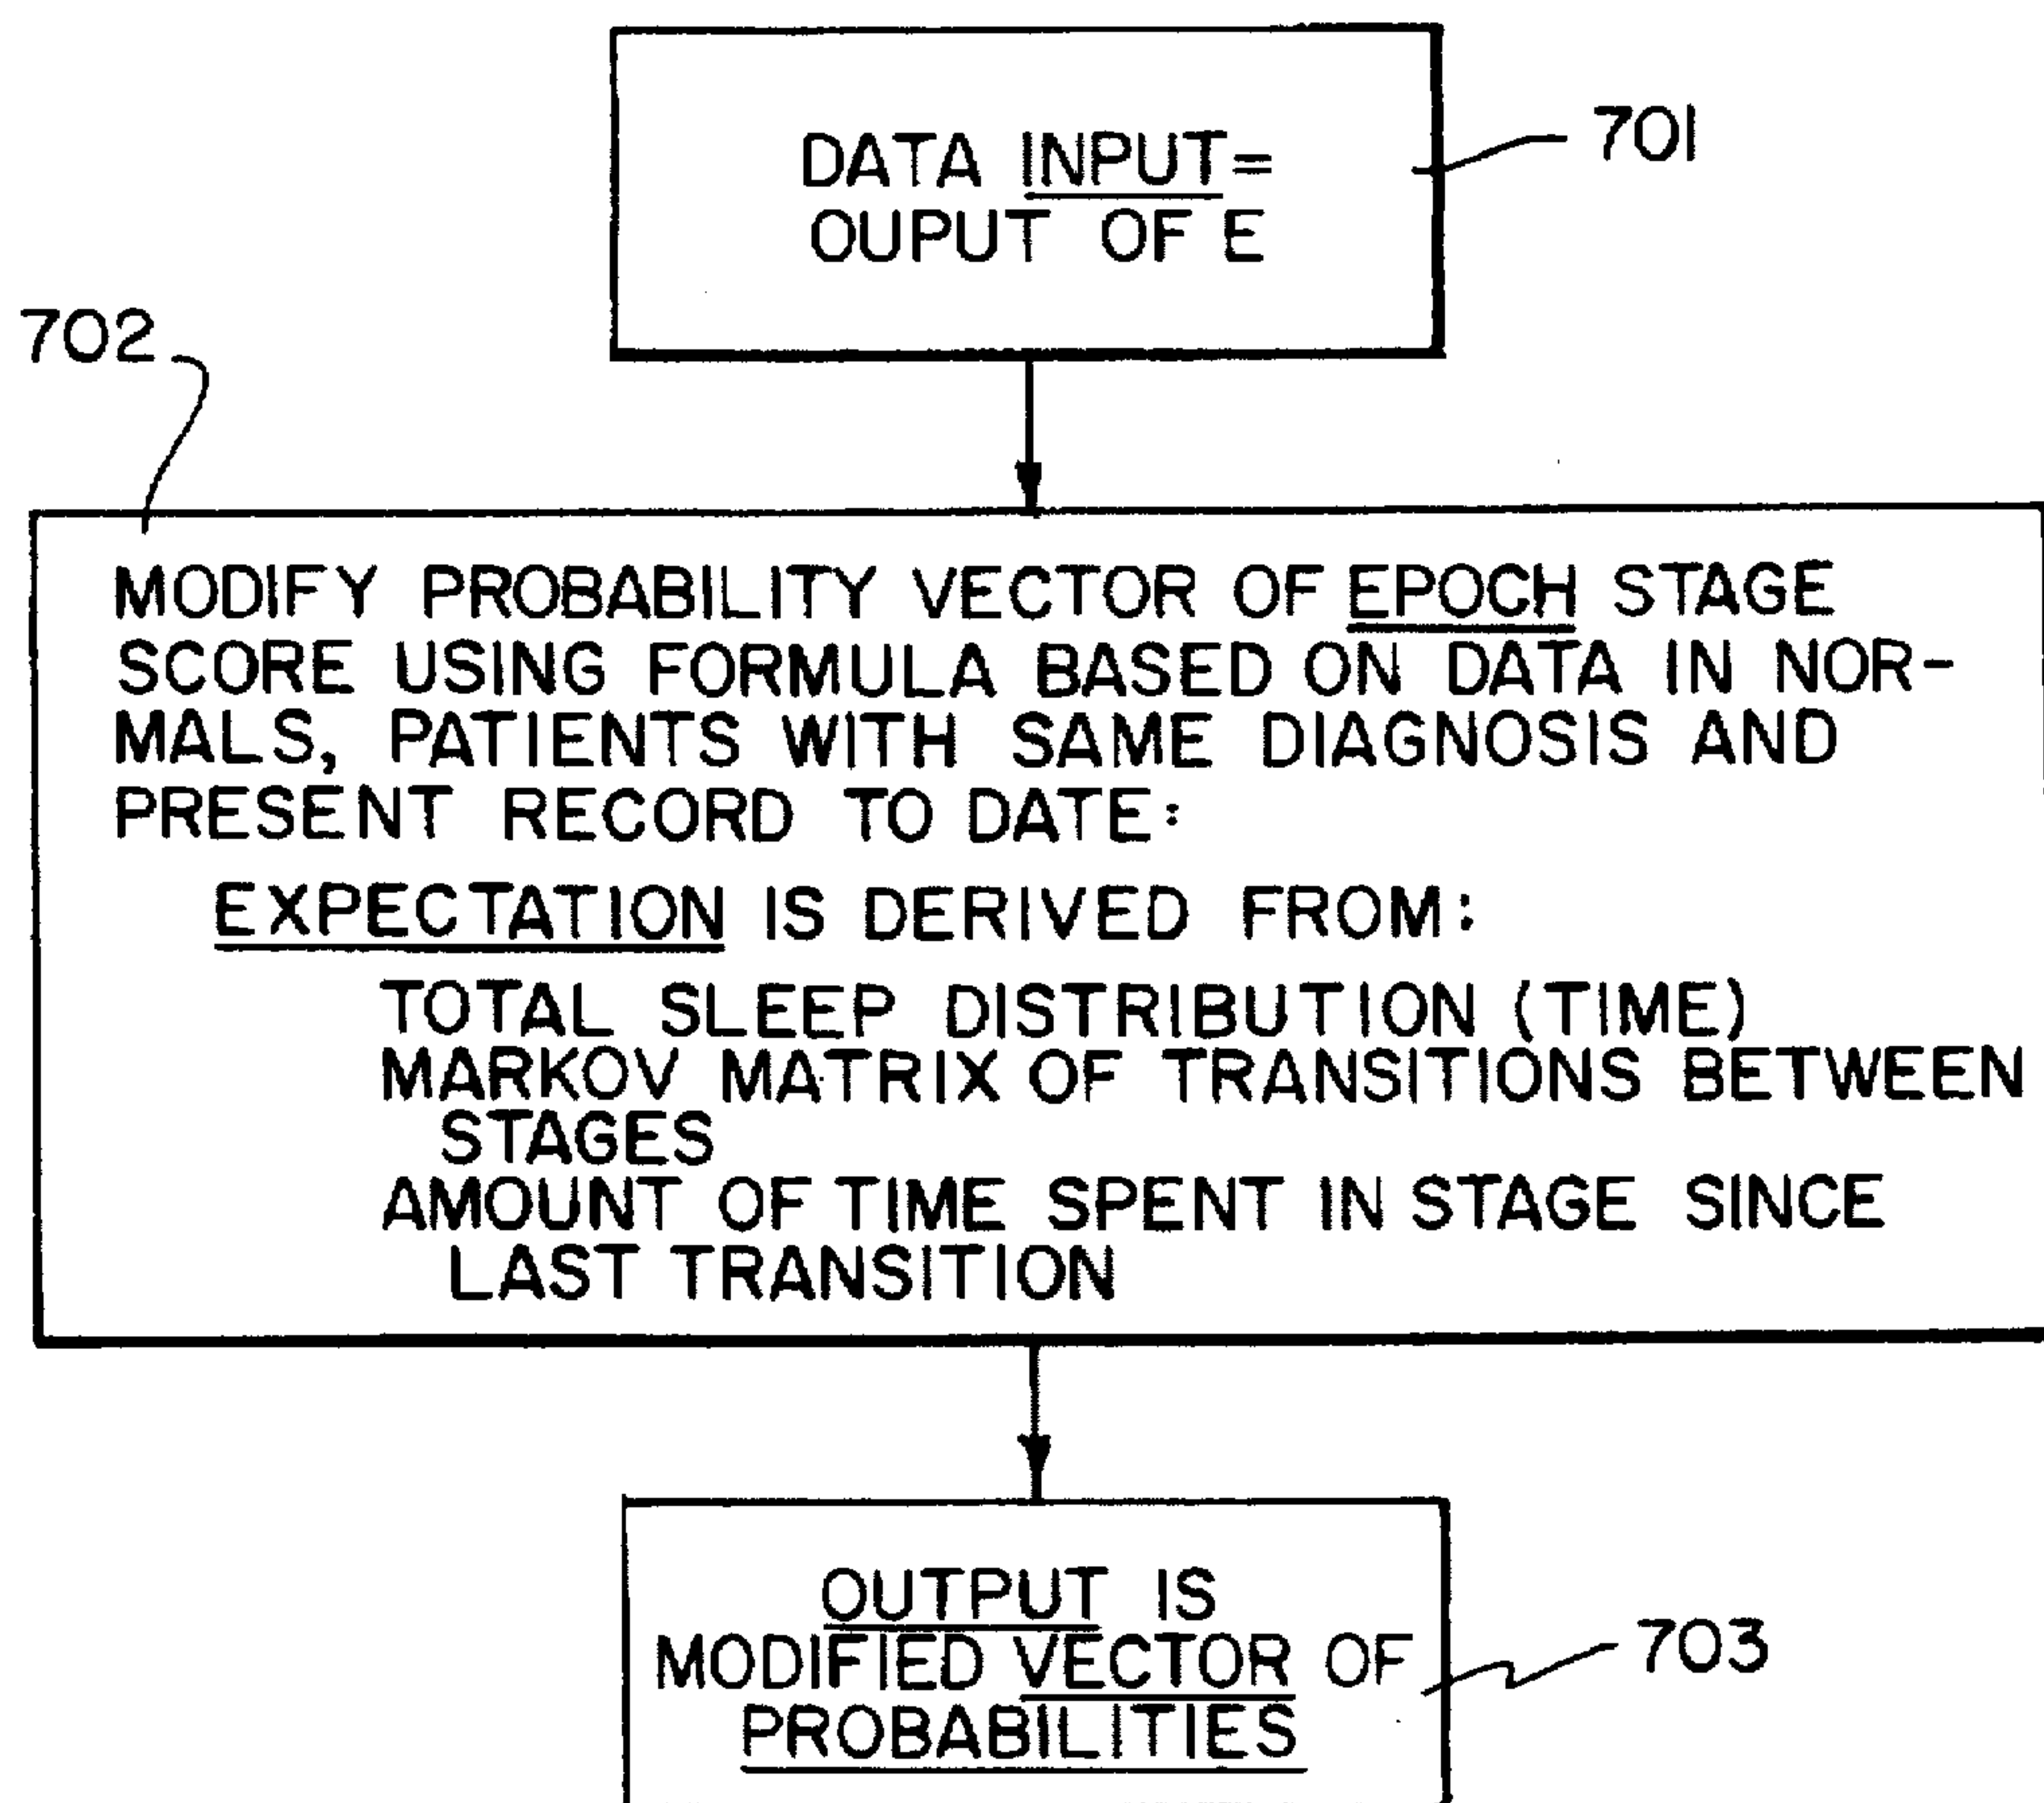 DATA INPUT=
OUPUT OF E
701
702
MODIFY PROBABILITY VECTOR OF EPOCH STAGE
SCORE USING FORMULA BASED ON DATA IN NOR-
MALS, PATIENTS WITH SAME DIAGNOSIS AND
PRESENT RECORD TO DATE:
EXPECTATION IS DERIVED FROM:
TOTAL SLEEP DISTRIBUTION (TIME)
MARKOV MATRIX OF TRANSITIONS BETWEEN
STAGES
AMOUNT OF TIME SPENT IN STAGE SINCE
LAST TRANSITION
OUTPUT IS
MODIFIED VECTOR OF
PROBABILITIES
703